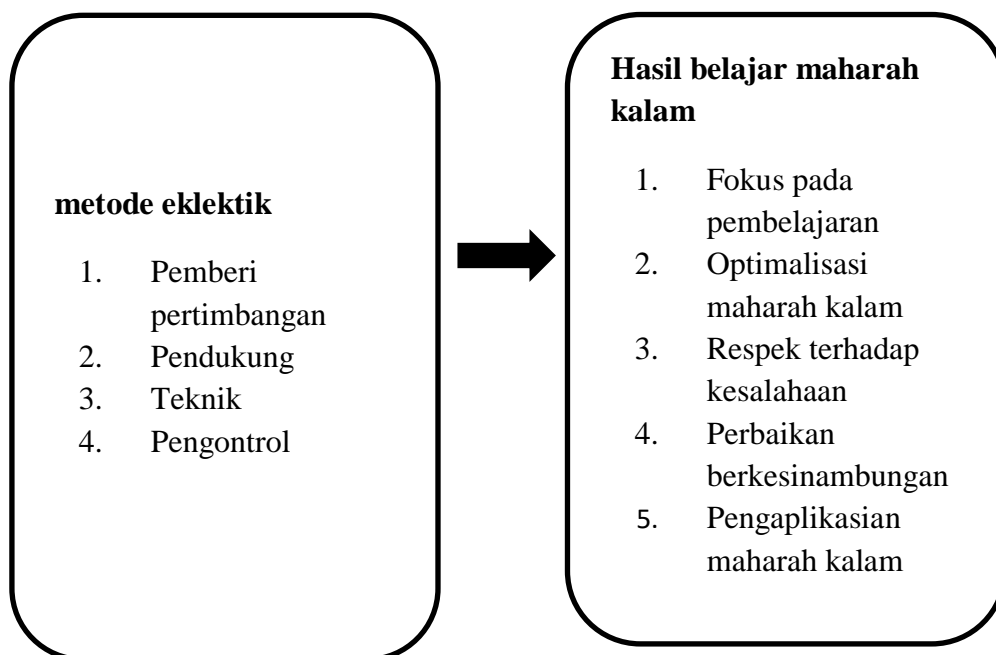 metode eklektik
1. Pemberi
pertimbangan
2. Pendukung
3. Teknik
4. Pengontrol
Hasil belajar maharah
kalam
1. Fokus pada
pembelajaran
2. Optimalisasi
maharah kalam
3. Respek terhadap
kesalahaan
4. Perbaikan
berkesinambungan
5. Pengaplikasian
maharah kalam